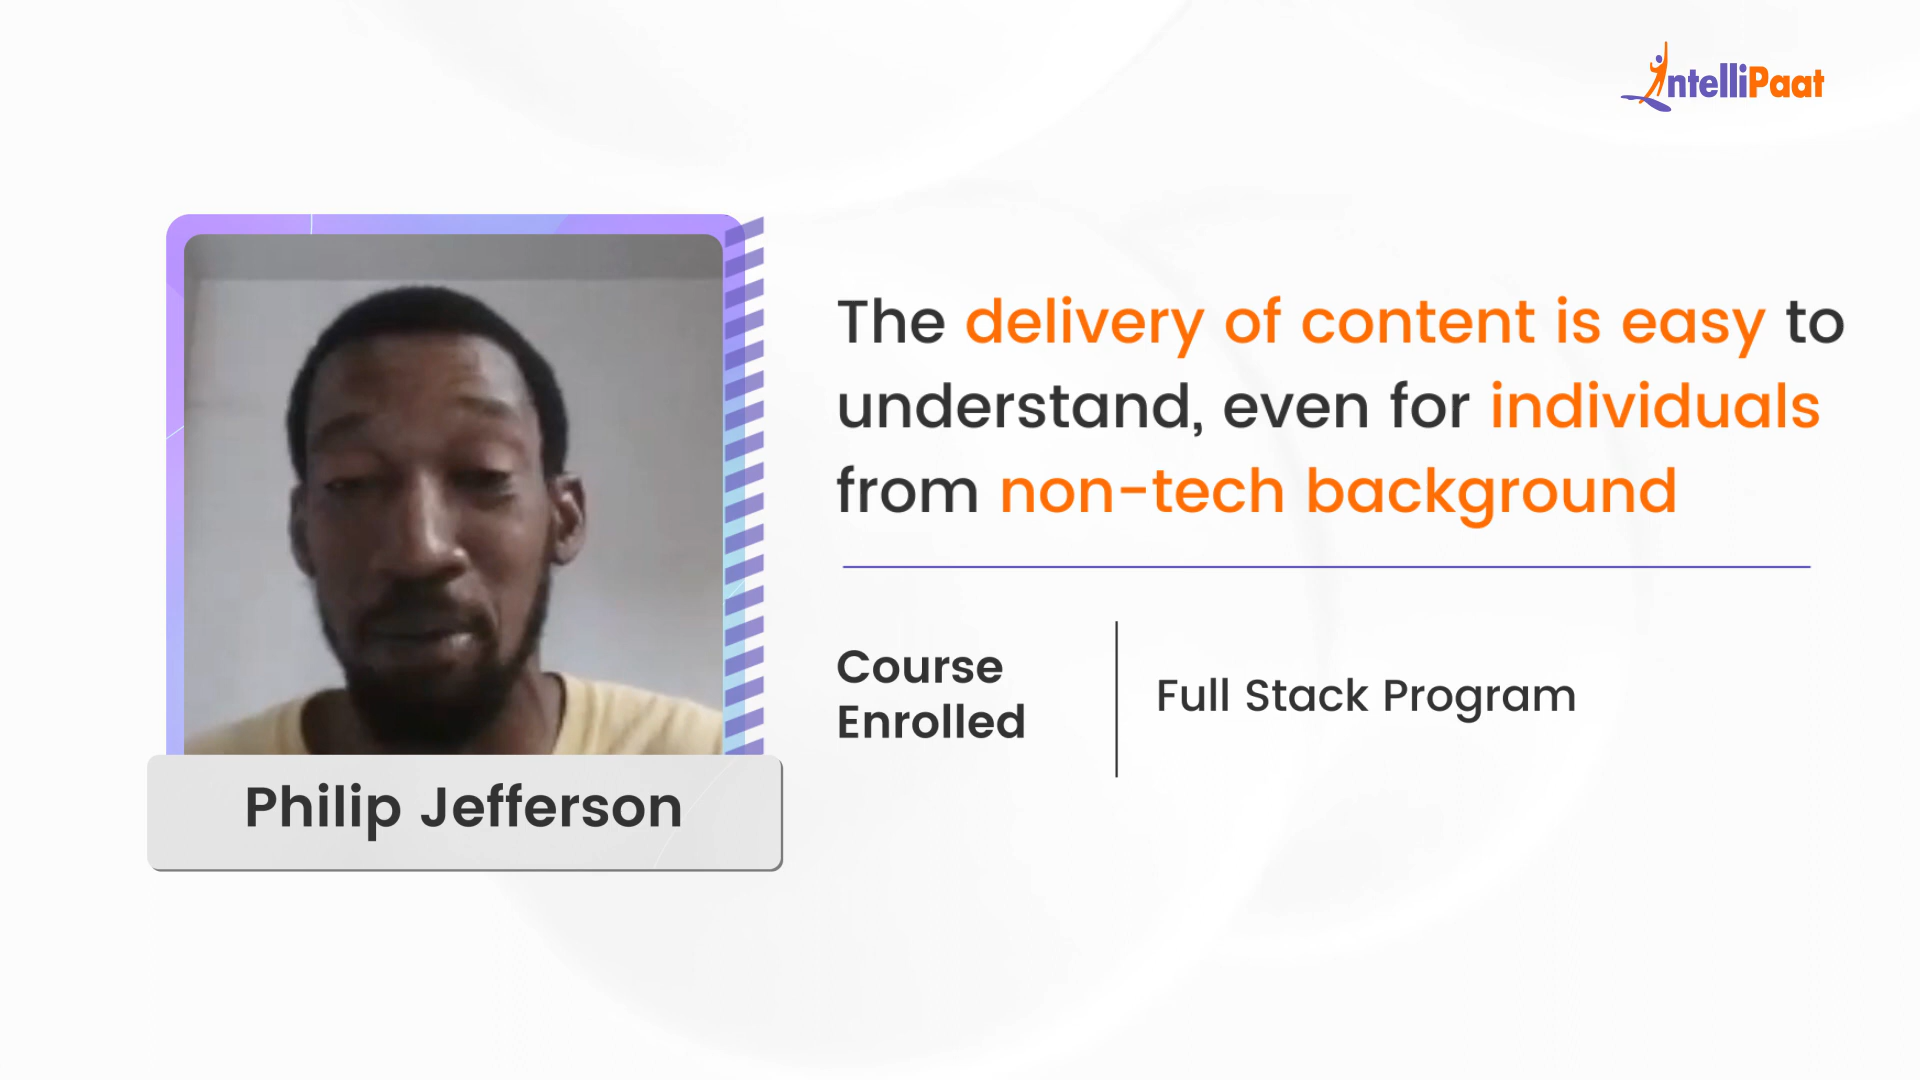 IntelliPaat
The delivery of content is easy to
understand, even for individuals
from non-tech background
Course
Enrolled
Full Stack Program
Philip Jefferson